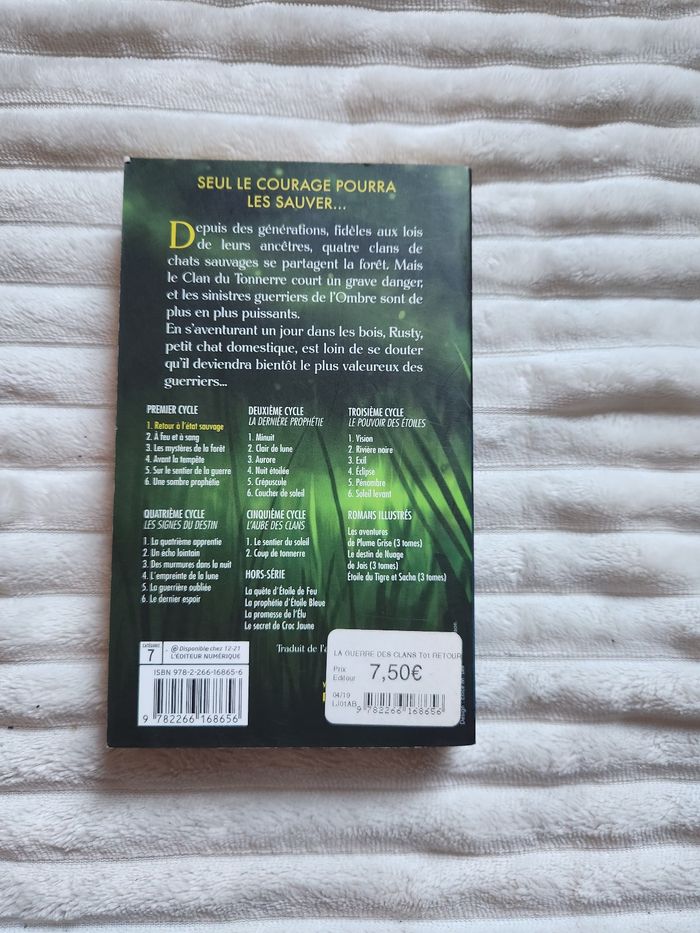 SEUL LE COURAGE POURRA
LES SAUVER...
Depuis des générations, fidèles aux lois
de leurs ancêtres, quatre clans de
chats sauvages se partagent la forêt. Mais
le Clan du Tonnerre court un grave danger,
et les sinistres guerriers de l'Ombre sont de
plus en plus puissants.
En s'aventurant un jour dans les bois, Rusty,
petit chat domestique, est loin de se douter
qu'il deviendra bientôt le plus valeureux des
guerriers...
PREMIER CYCLE
1. Retour à l'état sauvage
2. À feu et à sang
3. Les mystères de la forêt
4. Avant la tempête
5. Sur le sentier de la guerre
6. Une sombre prophétie
DEUXIÈME CYCLE
LA DERNIÈRE PROPHÉTIE
1. Minuit
2. Clair de lune
3. Aurore
4. Nuit étoilée
5. Crépuscule
6. Coucher de soleil
TROISIÈME CYCLE
LE POUVOIR DES ÉTOILES
1. Vision
2. Rivière noire
3. Exil
4. Éclipse
5. Pénombre
6. Soleil levant
QUATRIÈME CYCLE
LES SIGNES DU DESTIN
1. La quatrième apprentie
2. Un écho lointain
3. Des murmures dans la nuit
4. L'empreinte de la lune
5. La guerrière oubliée
6. Le dernier espoir
CINQUIÈME CYCLE
L'AUBE DES CLANS
1. Le sentier du soleil
2. Coup de tonnerre
HORS-SÉRIE
La quête d'Étoile de Feu
La prophétie d'Étoile Bleue
La promesse de l'Élu
Le secret de Croc Jaune
ROMANS ILLUSTRÉS
Les aventures
de Plume Grise (3 tomes)
Le destin de Nuage
de Jais (3 tomes)
Étoile du Tigre et Sacha (3 tomes)
CATÉGORIE
7
@ Disponible chez 12-21
L'ÉDITEUR NUMÉRIQUE
Traduit de
ISBN 978-2-266-16865-6
9 782266 168656
LA GUERRE DES CLANS T01 RETOUR
Prix
Editeur
7,50€
04/19
LJ01AB
9 782266 168656